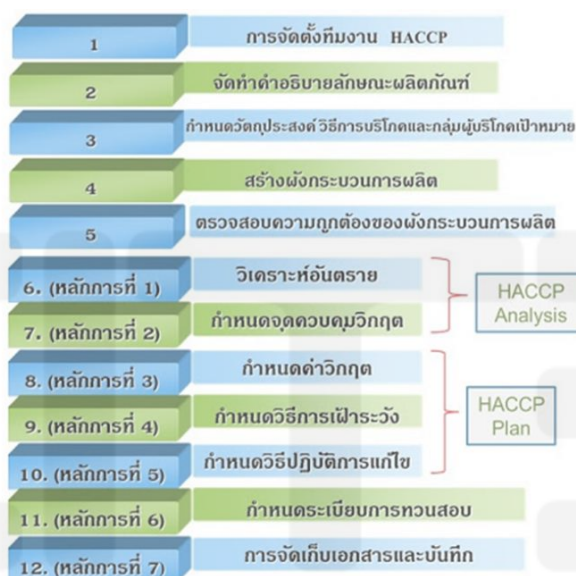 1 การจัดตั้งทีมงาน HACCP
2 จัดทำคำอธิบายลักษณะผลิตภัณฑ์
3 กำหนดวัตถุประสงค์ วิธีการบริโภคและกลุ่มผู้บริโภคเป้าหมาย
4 สร้างผังกระบวนการผลิต
5 ตรวจสอบความถูกต้องของผังกระบวนการผลิต
6. (หลักการที่ 1) วิเคราะห์อันตราย
7. (หลักการที่ 2) กำหนดจุดควบคุมวิกฤต
HACCP
Analysis
8. (หลักการที่ 3) กำหนดค่าวิกฤต
9. (หลักการที่ 4) กำหนดวิธีการเฝ้าระวัง
10. (หลักการที่ 5) กำหนดวิธีปฏิบัติการแก้ไข
HACCP
Plan
11. (หลักการที่ 6) กำหนดระเบียบการทวนสอบ
12. (หลักการที่ 7) การจัดเก็บเอกสารและบันทึก